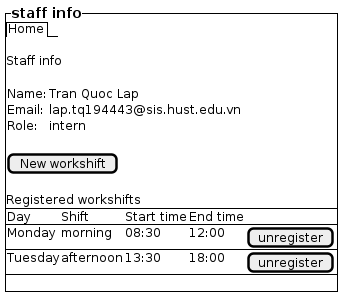 staff info
Home
Staff info
Name: Tran Quoc Lap
Email: lap.tq194443@sis.hust.edu.vn
Role: intern
New workshift
Registered workshifts
Day Shift Start time End time
Monday morning 08:30 12:00 unregister
Tuesday afternoon 13:30 18:00 unregister